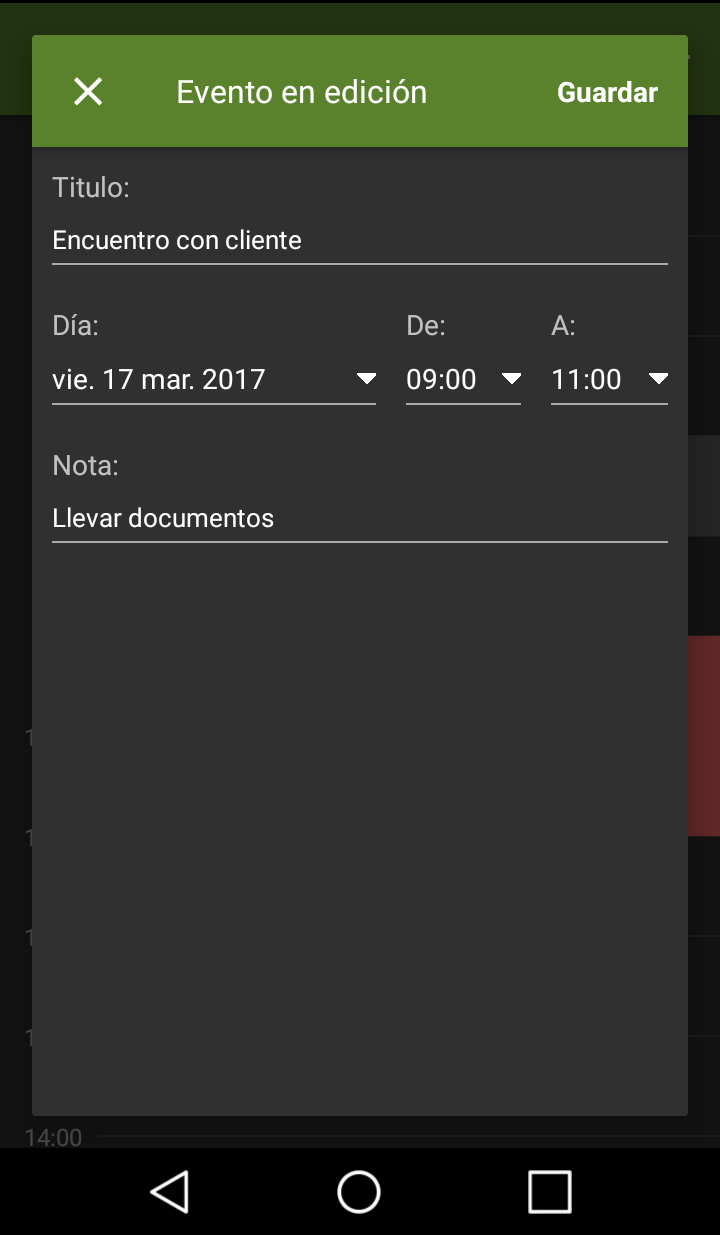 Evento en edición Guardar
Titulo:
Encuentro con cliente
Día: De: A:
vie. 17 mar. 2017 09:00 11:00
Nota:
Llevar documentos
14:00